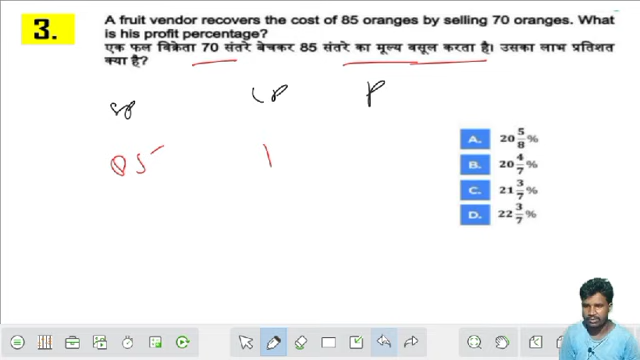 3.
A fruit vendor recovers the cost of 85 oranges by selling 70 oranges. What
is his profit percentage?
एक फल विक्रेता 70 संतरे बेचकर 85 संतरे का मूल्य वसूल करता है। उसका लाभ प्रतिशत
क्या है?
SP CP P
85
A. 20 5/8 %
B. 20 4/7 %
C. 21 3/7 %
D. 22 3/7 %